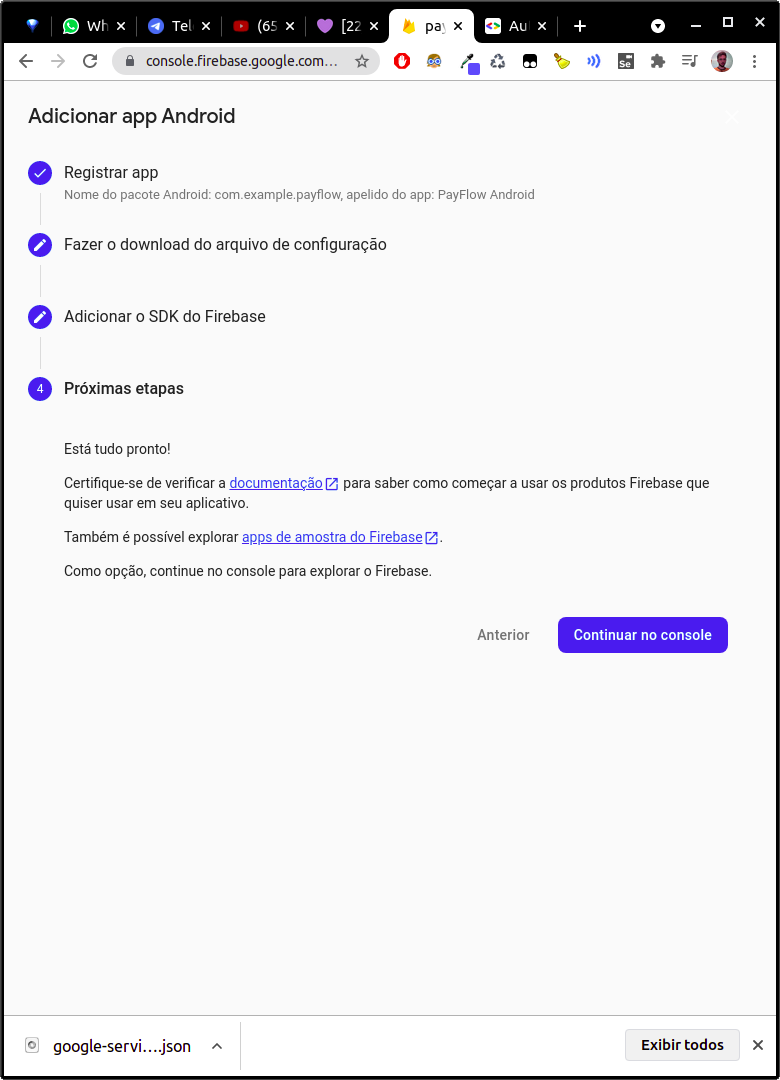 Wh
Tel
(65
[22
pay
Aut
console.firebase.google.com…
Se
Adicionar app Android
Registrar app
Nome do pacote Android: com.example.payflow, apelido do app: PayFlow Android
Fazer o download do arquivo de configuração
Adicionar o SDK do Firebase
4 Próximas etapas
Está tudo pronto!
Certifique-se de verificar a documentação para saber como começar a usar os produtos Firebase que
quiser usar em seu aplicativo.
Também é possível explorar apps de amostra do Firebase.
Como opção, continue no console para explorar o Firebase.
Anterior Continuar no console
google-servi....json Exibir todos